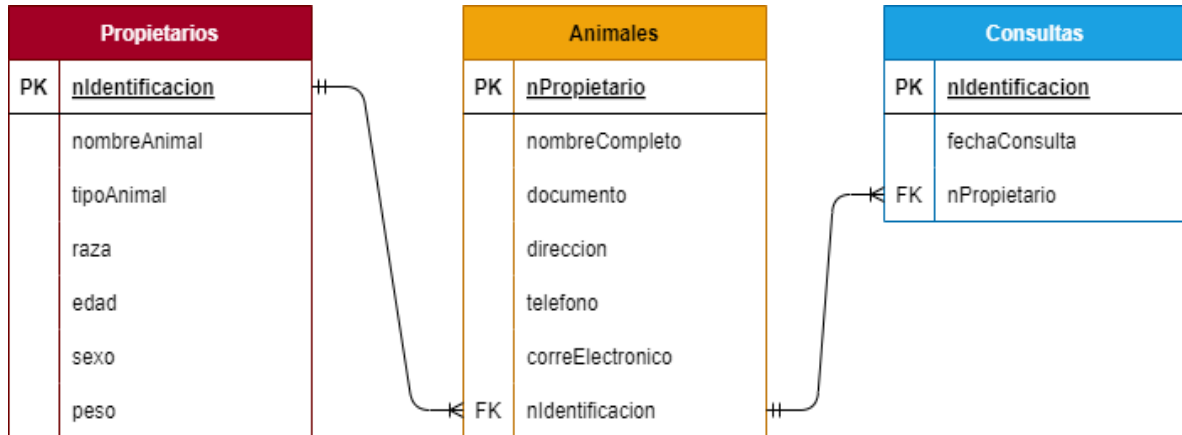 Propietarios
PK nIdentificacion
nombreAnimal
tipoAnimal
raza
edad
sexo
peso
Animales
PK nPropietario
nombreCompleto
documento
direccion
telefono
correElectronico
FK nIdentificacion
Consultas
PK nIdentificacion
fechaConsulta
FK nPropietario